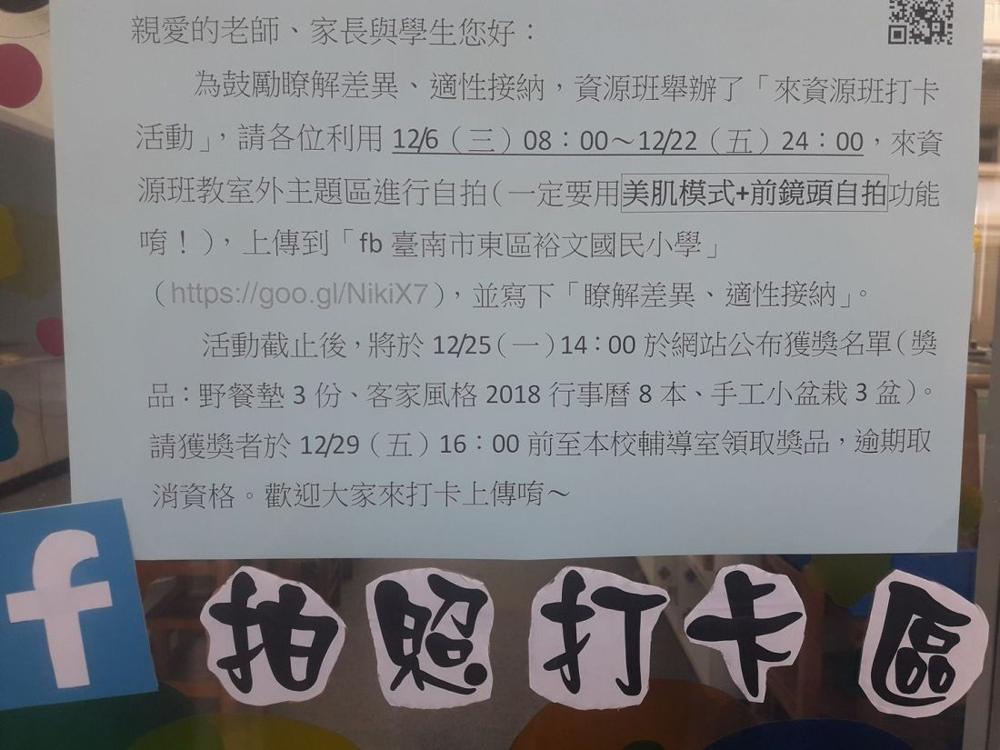 親愛的老師、家長與學生您好：
為鼓勵瞭解差異、適性接納，資源班舉辦了「來資源班打卡
活動」，請各位利用 12/6（三）08：00～12/22（五）24：00，來資
源班教室外主題區進行自拍（一定要用美肌模式+前鏡頭自拍功能
唷！），上傳到「fb 臺南市東區裕文國民小學」
（https://goo.gl/NikiX7），並寫下「瞭解差異、適性接納」。
活動截止後，將於 12/25（一）14：00 於網站公布獲獎名單（獎
品：野餐墊 3 份、客家風格 2018 行事曆 8 本、手工小盆栽 3 盆）。
請獲獎者於 12/29（五）16：00 前至本校輔導室領取獎品，逾期取
消資格。歡迎大家來打卡上傳唷～
f 拍照打卡區